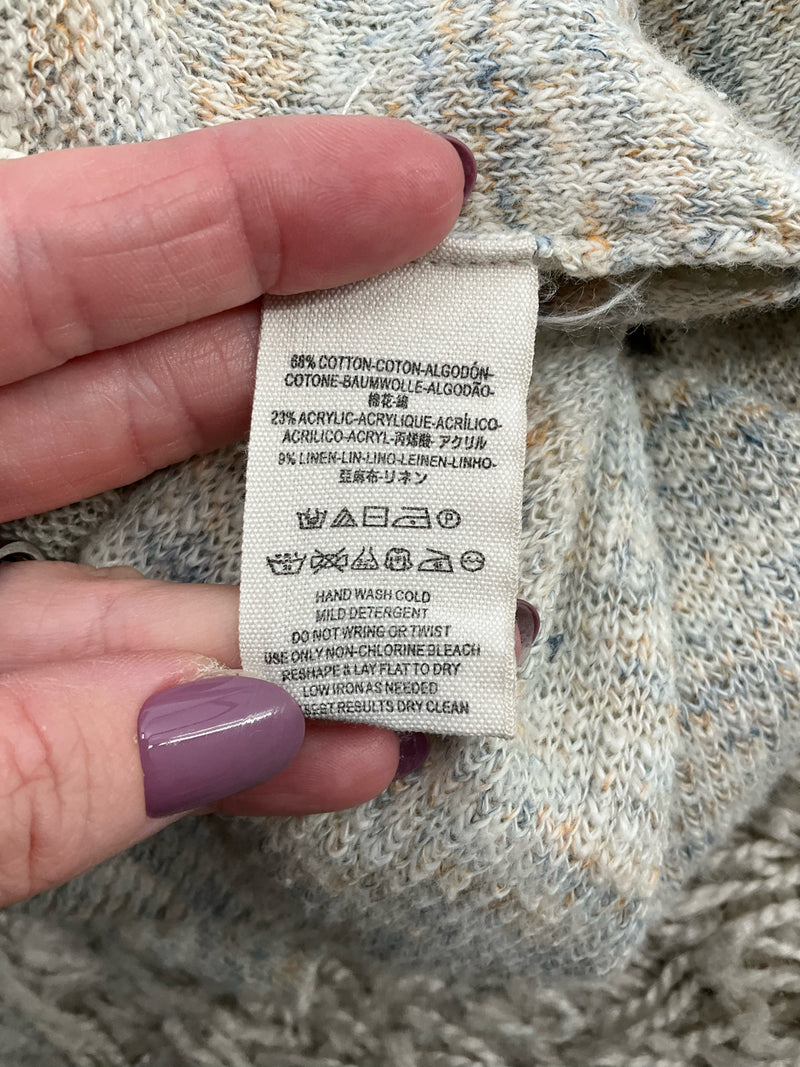 68% COTTON-COTON-ALGODÓN-
COTONE-BAUMWOLLE-ALGODÃO-
棉花-綿
23% ACRYLIC-ACRYLIQUE-ACRÍLICO-
ACRILICO-ACRYL-丙烯酸-アクリル
9% LINEN-LIN-LINO-LEINEN-LINHO-
亞麻布-リネン
P
HAND WASH COLD
MILD DETERGENT
DO NOT WRING OR TWIST
USE ONLY NON-CHLORINE BLEACH
RESHAPE & LAY FLAT TO DRY
LOW IRON AS NEEDED
BEST RESULTS DRY CLEAN